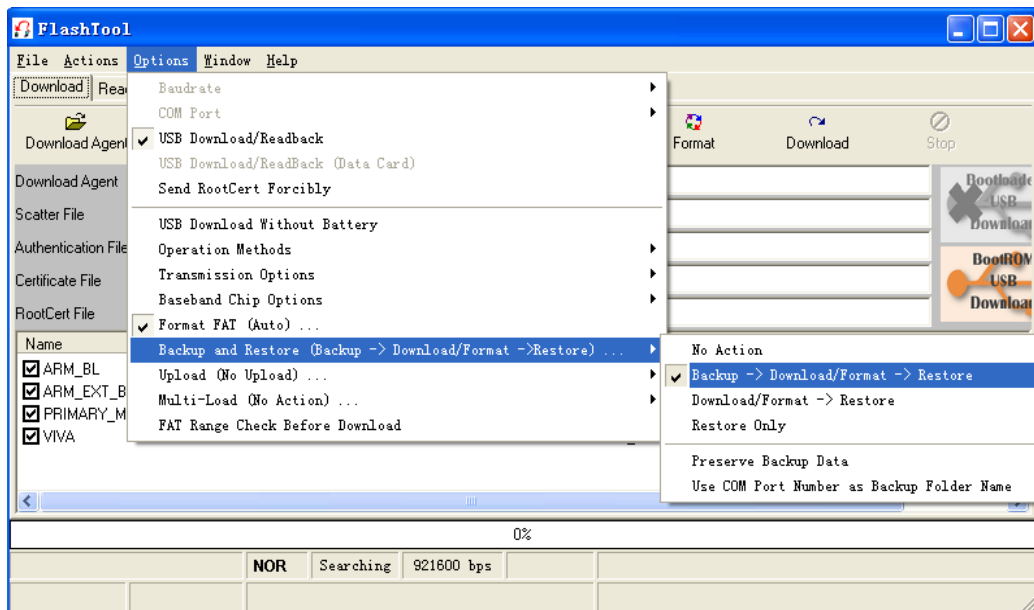 FlashTool
File Actions Options Window Help
Download
Baudrate
COM Port
USB Download/Readback
USB Download/ReadBack (Data Card)
Send RootCert Forcibly
USB Download Without Battery
Operation Methods
Transmission Options
Baseband Chip Options
Format FAT (Auto) ...
Backup and Restore (Backup -> Download/Format ->Restore) ...
Upload (No Upload) ...
Multi-Load (No Action) ...
FAT Range Check Before Download
No Action
Backup -> Download/Format -> Restore
Download/Format -> Restore
Restore Only
Preserve Backup Data
Use COM Port Number as Backup Folder Name
Download Agent
Format
Download
Stop
Download Agent
Scatter File
Authentication File
Certificate File
RootCert File
USB
BootROM
USB
Name
ARM_BL
ARM_EXT_B
PRIMARY_M
VIVA
0%
NOR Searching 921600 bps